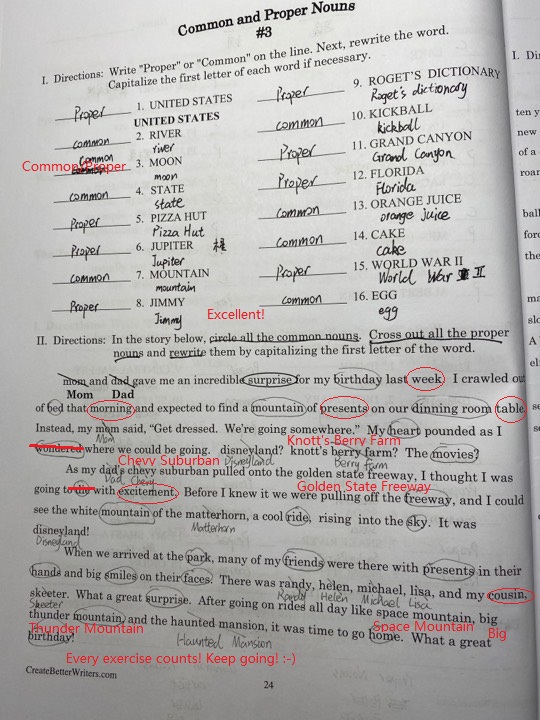 Common and Proper Nouns
#3
I. Directions: Write "Proper" or "Common" on the line. Next, rewrite the word.
Capitalize the first letter of each word if necessary.
Proper 1. UNITED STATES
UNITED STATES
common 2. RIVER
river
Common
Common/Proper
3. MOON
moon
common 4. STATE
state
Proper 5. PIZZA HUT
Pizza Hut
Proper 6. JUPITER
Jupiter
common 7. MOUNTAIN
mountain
Proper 8. JIMMY
Jimmy
Proper 9. ROGET'S DICTIONARY
Roget's dictionary
common 10. KICKBALL
kickball
Proper 11. GRAND CANYON
Grand Canyon
Proper 12. FLORIDA
Florida
common 13. ORANGE JUICE
orange juice
common 14. CAKE
cake
Proper 15. WORLD WAR II
World War II
common 16. EGG
egg
Excellent!
II. Directions: In the story below, circle all the common nouns. Cross out all the proper
nouns and rewrite them by capitalizing the first letter of the word.
mom and dad gave me an incredible surprise for my birthday last week. I crawled out
Mom Dad
of bed that morning and expected to find a mountain of presents on our dinning room table.
Instead, my mom said, "Get dressed. We're going somewhere." My heart pounded as I
Mom
Knott's Berry Farm
wondered where we could be going. disneyland? knott's berry farm? The movies?
Chevy Suburban Disneyland Berry Farm
As my dad's chevy suburban pulled onto the golden state freeway, I thought I was
Dad Chevy
Golden State Freeway
going to die with excitement. Before I knew it we were pulling off the freeway, and I could
see the white mountain of the matterhorn, a cool ride, rising into the sky. It was
Matterhorn
disneyland!
Disneyland
When we arrived at the park, many of my friends were there with presents in their
hands and big smiles on their faces. There was randy, helen, michael, lisa, and my cousin,
Randy Helen Michael Lisa
skeeter. What a great surprise. After going on rides all day like space mountain, big
Skeeter
thunder mountain, and the haunted mansion, it was time to go home. What a great
Thunder Mountain Space Mountain Big
birthday!
Haunted Mansion
Every exercise counts! Keep going! :-)
CreateBetterWriters.com
24